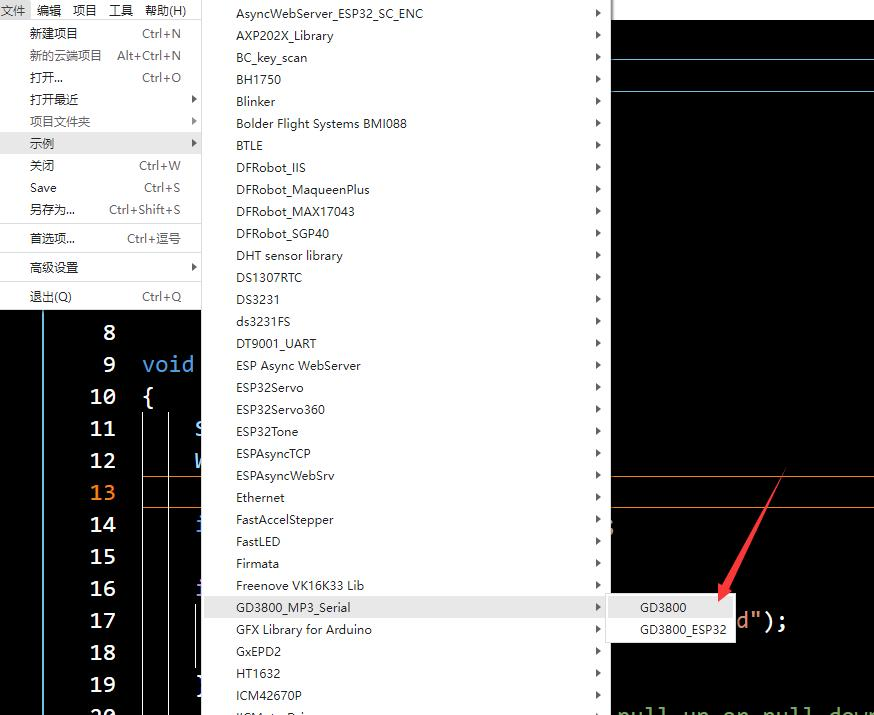 文件 编辑 项目 工具 帮助(H)
新建项目 Ctrl+N
新的云端项目 Alt+Ctrl+N
打开... Ctrl+O
打开最近
项目文件夹
示例
关闭 Ctrl+W
Save Ctrl+S
另存为... Ctrl+Shift+S
首选项... Ctrl+逗号
高级设置
退出(Q) Ctrl+Q
AsyncWebServer_ESP32_SC_ENC
AXP202X_Library
BC_key_scan
BH1750
Blinker
Bolder Flight Systems BMI088
BTLE
DFRobot_IIS
DFRobot_MaqueenPlus
DFRobot_MAX17043
DFRobot_SGP40
DHT sensor library
DS1307RTC
DS3231
ds3231FS
DT9001_UART
ESP Async WebServer
ESP32Servo
ESP32Servo360
ESP32Tone
ESPAsyncTCP
ESPAsyncWebSrv
Ethernet
FastAccelStepper
FastLED
Firmata
Freenove VK16K33 Lib
GD3800_MP3_Serial
GFX Library for Arduino
GxEPD2
HT1632
ICM42670P
GD3800
GD3800_ESP32
8
9 void
10 {
11
12
13
14
15
16
17 d");
18
19 }
20